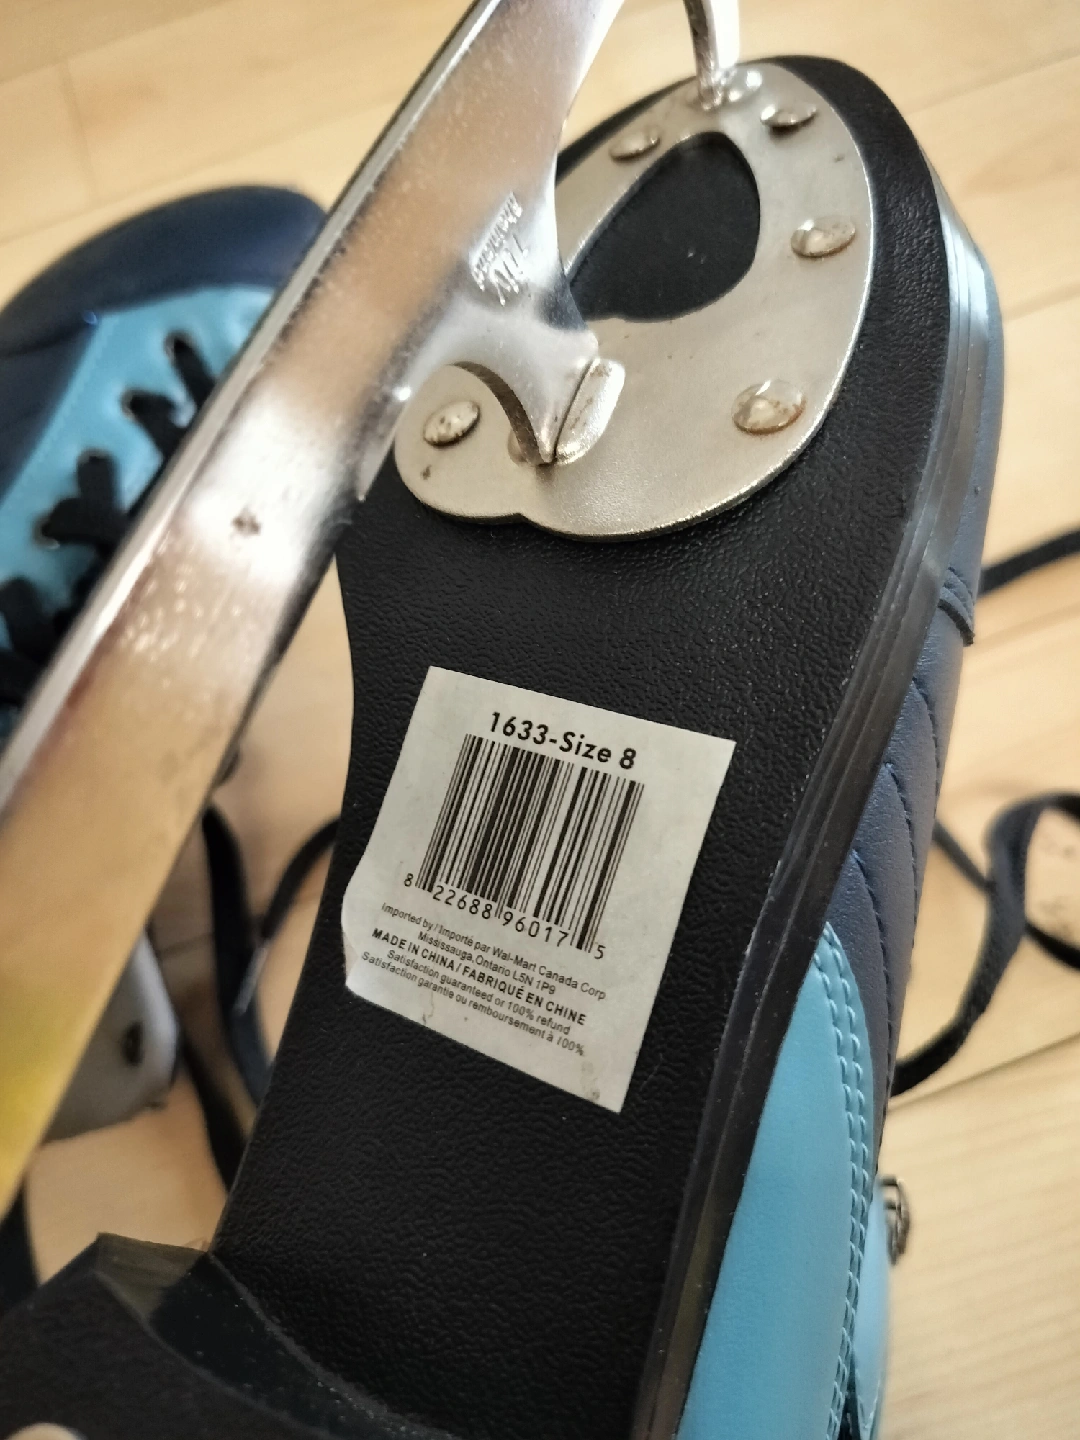 1633-Size 8
8 22688 96017 5
Imported by / Importé par Wal-Mart Canada Corp
Mississauga, Ontario L5N 1P9
MADE IN CHINA / FABRIQUÉ EN CHINE
Satisfaction guaranteed or 100% refund
Satisfaction garantie ou remboursement à 100%